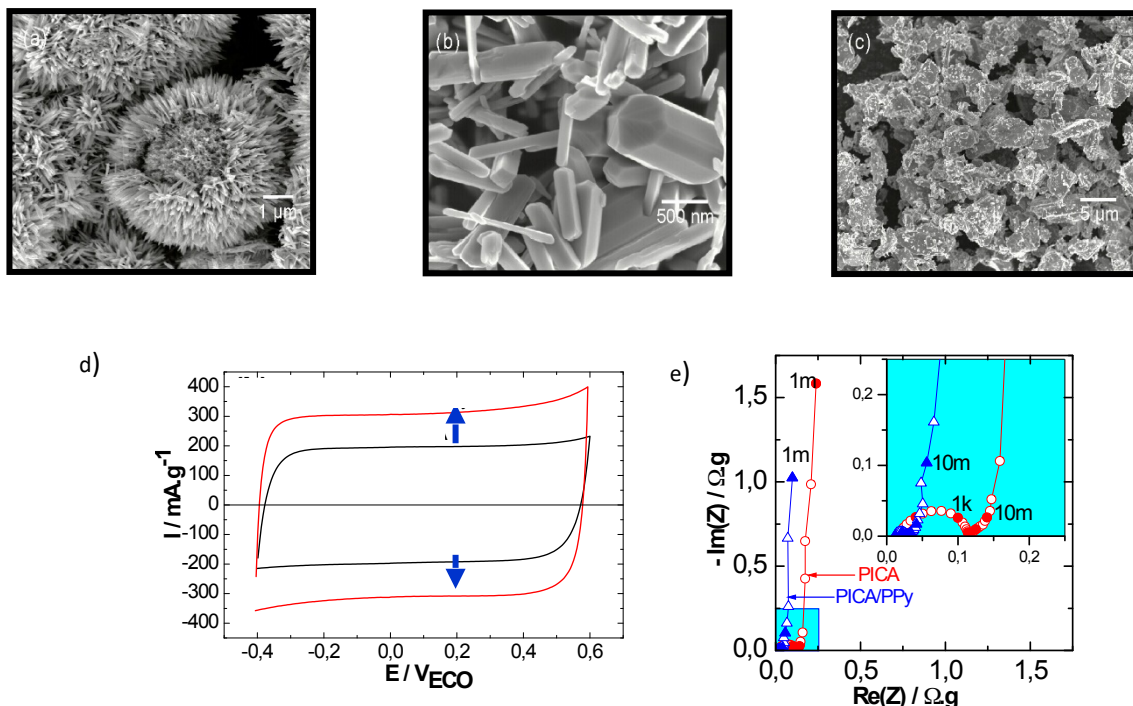 (a)
1 µm
(b)
500 nm
(c)
5 µm
d)
400
300
200
100
0
-100
-200
-300
-400
I / mA.g-1
-0,4 -0,2 0,0 0,2 0,4 0,6
E / VECO
e)
-1,5
-1,0
0,5
0,0
- Im(Z) / Ω.g
1m
1m
PICA
PICA/PPy
0,0 0,5 1,0 1,5
Re(Z) / Ω.g
0,2
0,1
0,0
10m
1k
10m
0,0 0,1 0,2